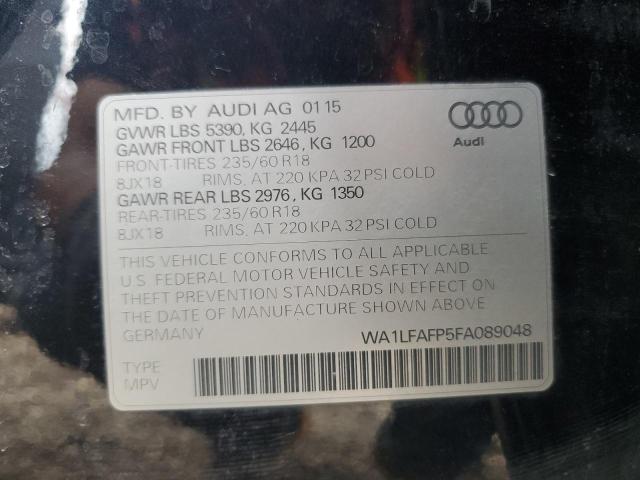 MFD. BY AUDI AG 01 15
GVWR LBS 5390, KG 2445
GAWR FRONT LBS 2646, KG 1200
FRONT-TIRES 235/60 R18
8JX18 RIMS, AT 220 KPA 32 PSI COLD
GAWR REAR LBS 2976, KG 1350
REAR-TIRES 235/60 R18
8JX18 RIMS, AT 220 KPA 32 PSI COLD
Audi
THIS VEHICLE CONFORMS TO ALL APPLICABLE
U.S. FEDERAL MOTOR VEHICLE SAFETY AND
THEFT PREVENTION STANDARDS IN EFFECT ON
THE DATE OF MANUFACTURE SHOWN ABOVE
GERMANY
WA1LFAFP5FA089048
TYPE
MPV